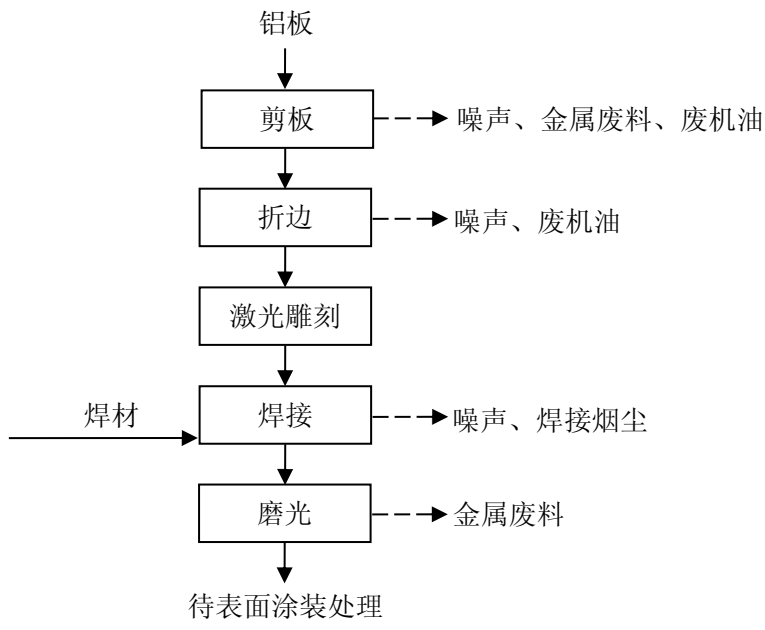 铝板
剪板
噪声、金属废料、废机油
折边
噪声、废机油
激光雕刻
焊材
焊接
噪声、焊接烟尘
磨光
金属废料
待表面涂装处理